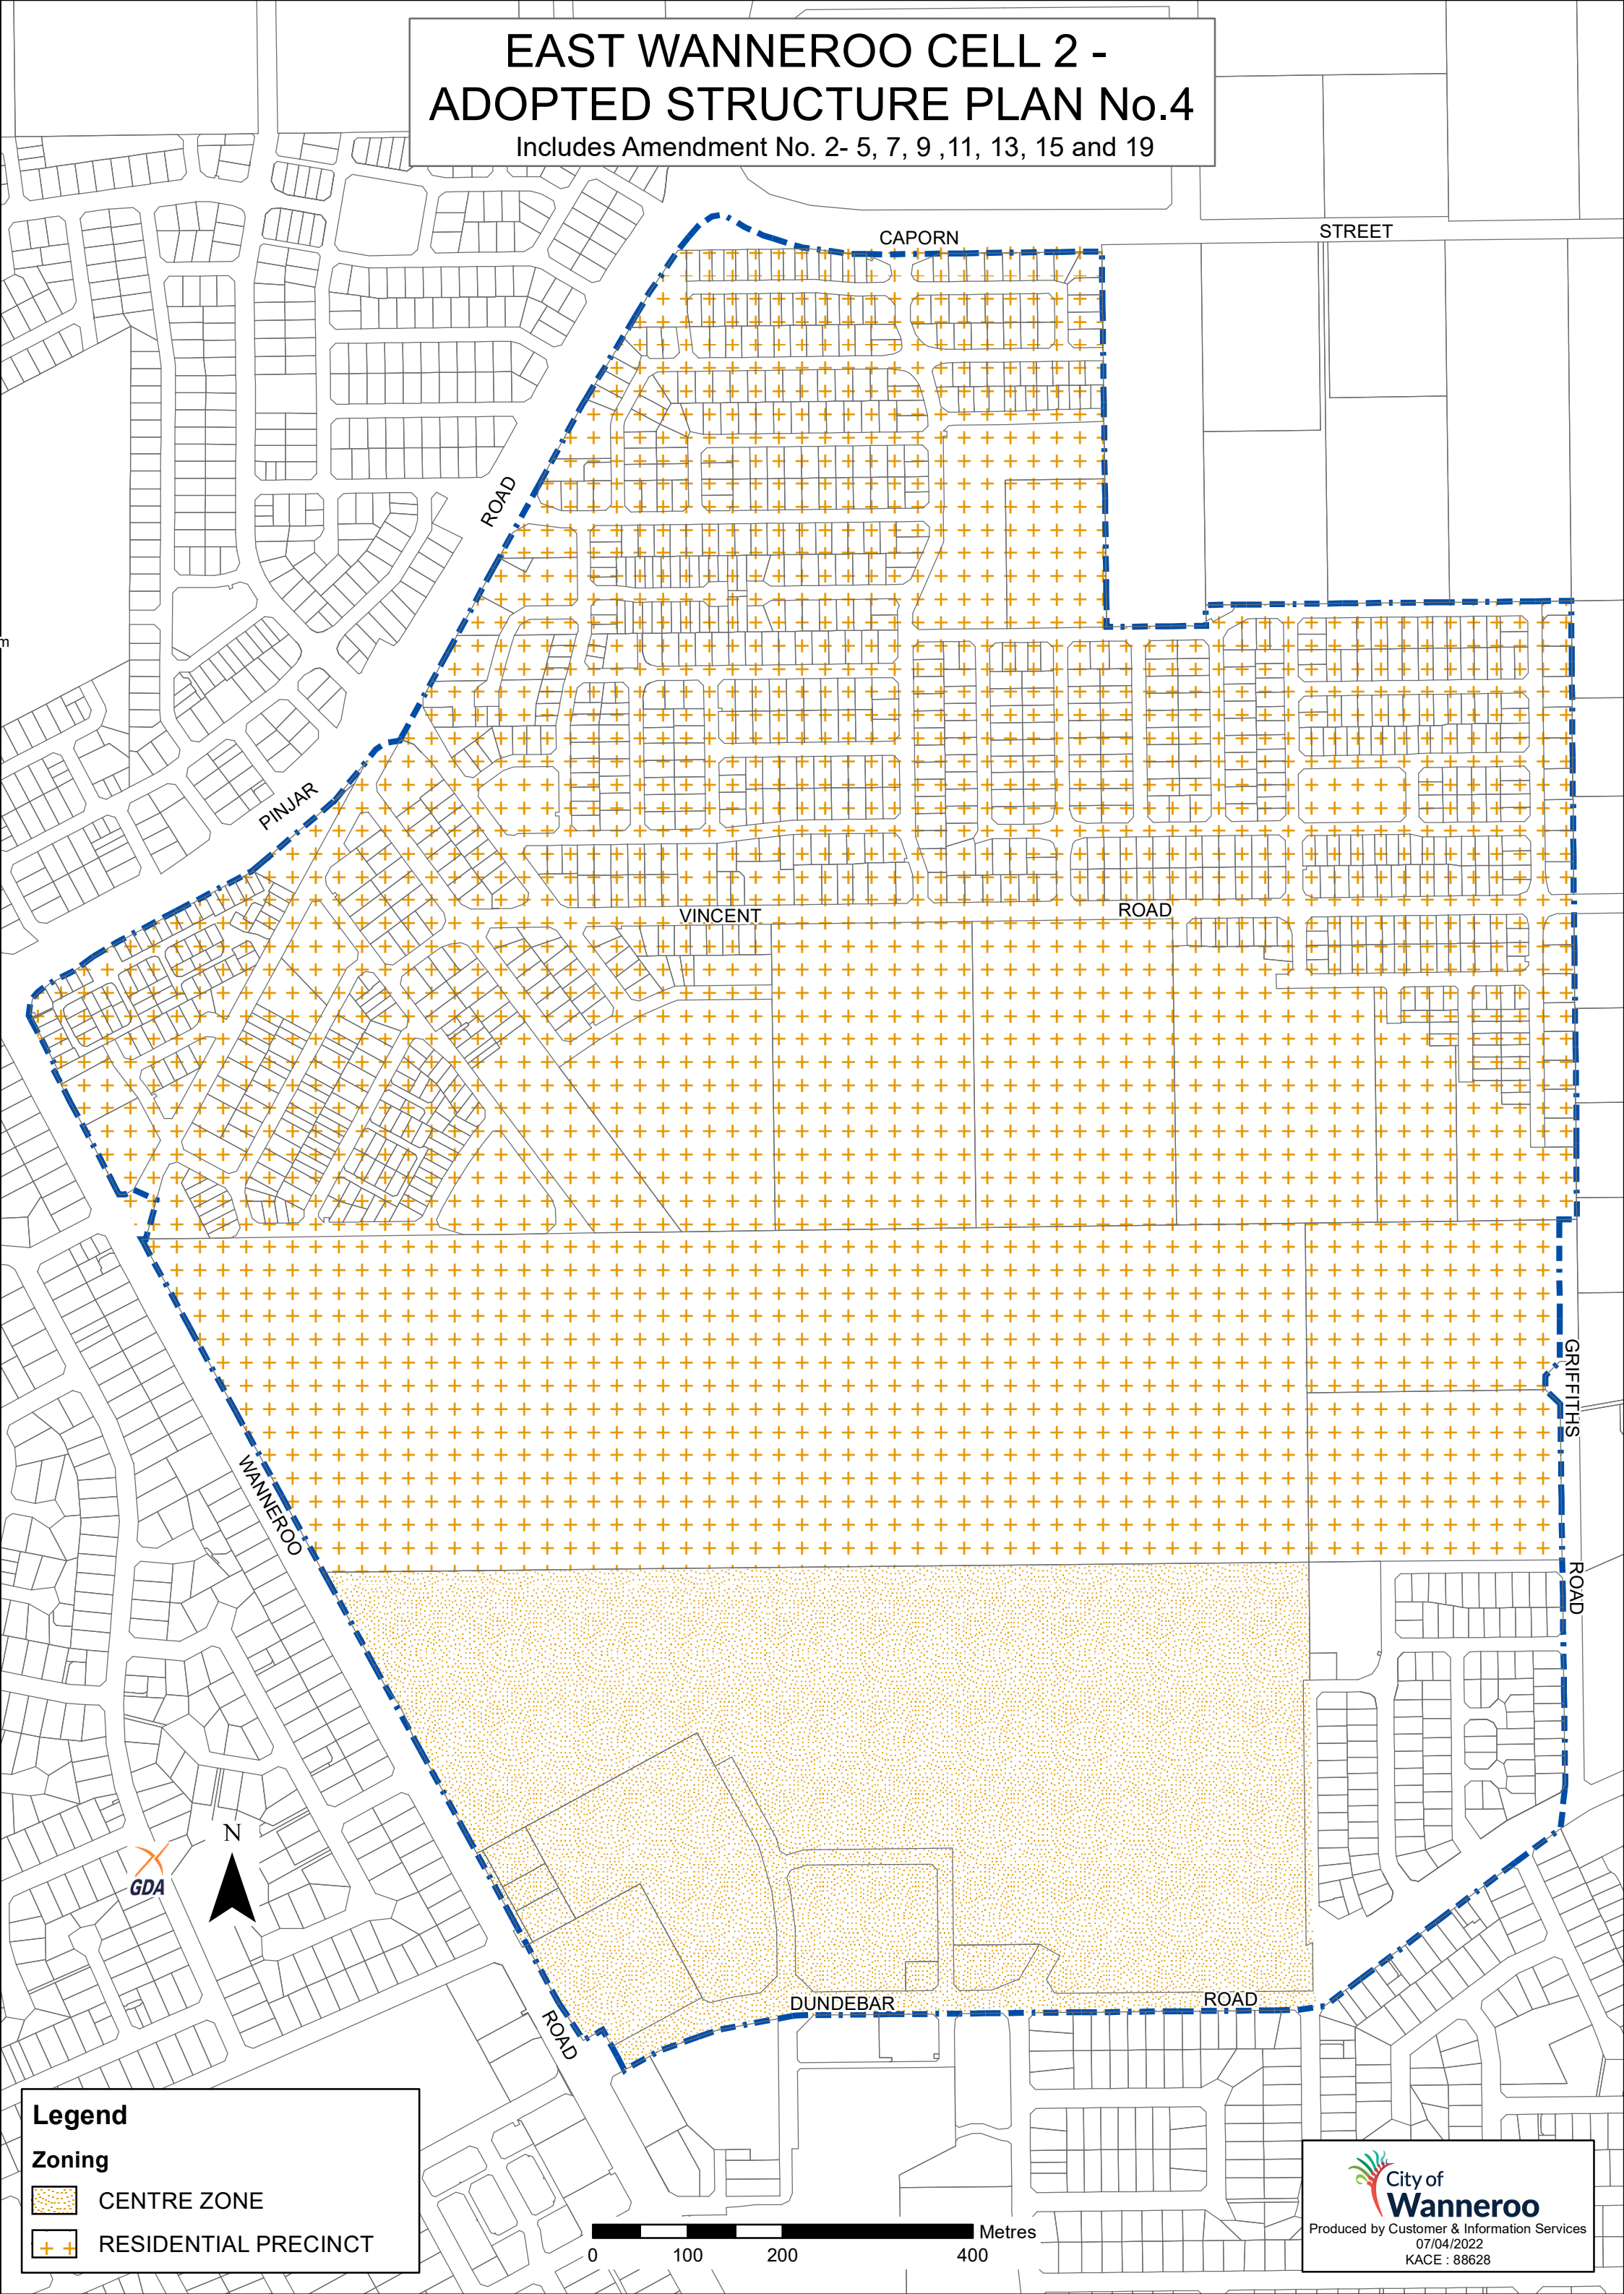 EAST WANNEROO CELL 2 -
ADOPTED STRUCTURE PLAN No.4
Includes Amendment No. 2- 5, 7, 9 ,11, 13, 15 and 19
CAPORN
STREET
ROAD
m
PINJAR
VINCENT
ROAD
GRIFFITHS
WANNEROO
ROAD
N
GDA
DUNDEBAR
ROAD
ROAD
Legend
Zoning
CENTRE ZONE
RESIDENTIAL PRECINCT
Metres
0 100 200 400
City of
Wanneroo
Produced by Customer & Information Services
07/04/2022
KACE : 88628